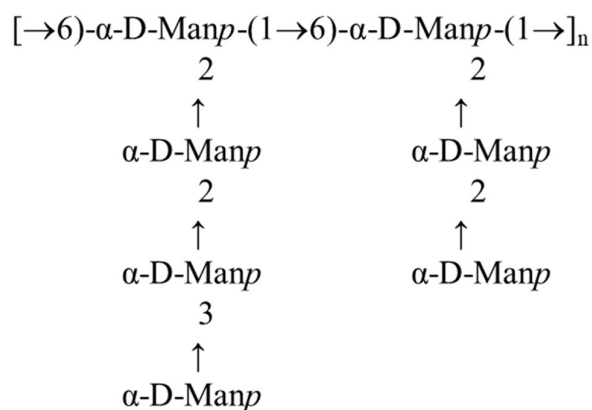 [→6)-α-D-Manp-(1→6)-α-D-Manp-(1→]n
2 2
↑ ↑
α-D-Manp α-D-Manp
2 2
↑ ↑
α-D-Manp α-D-Manp
3
↑
α-D-Manp